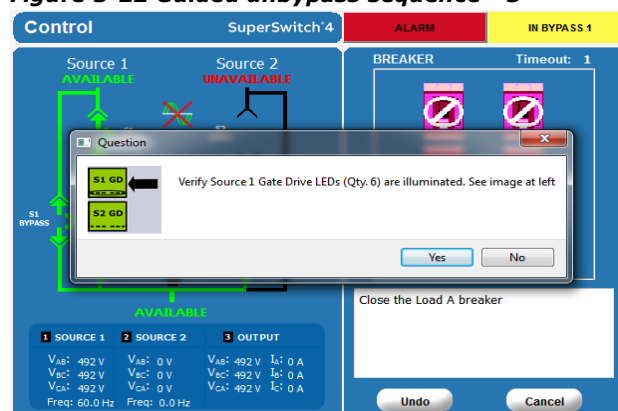 Figure 3-22 Guided unbypass sequence - 3
Control
SuperSwitch®4
ALARM
IN BYPASS 1
Source 1
AVAILABLE
Source 2
UNAVAILABLE
BREAKER
Timeout: 1
Question
S1 GD
S2 GD
Verify Source 1 Gate Drive LEDs (Qty. 6) are illuminated. See image at left
Yes
No
S1
BYPASS
AVAILABLE
Close the Load A breaker
1 SOURCE 1
2 SOURCE 2
3 OUTPUT
VAB: 492 V
VAB: 0 V
VAB: 492 V
IA: 0 A
VBC: 492 V
VBC: 0 V
VBC: 492 V
IB: 0 A
VCA: 492 V
VCA: 0 V
VCA: 492 V
IC: 0 A
Freq: 60.0 Hz
Freq: 0.0 Hz
Undo
Cancel